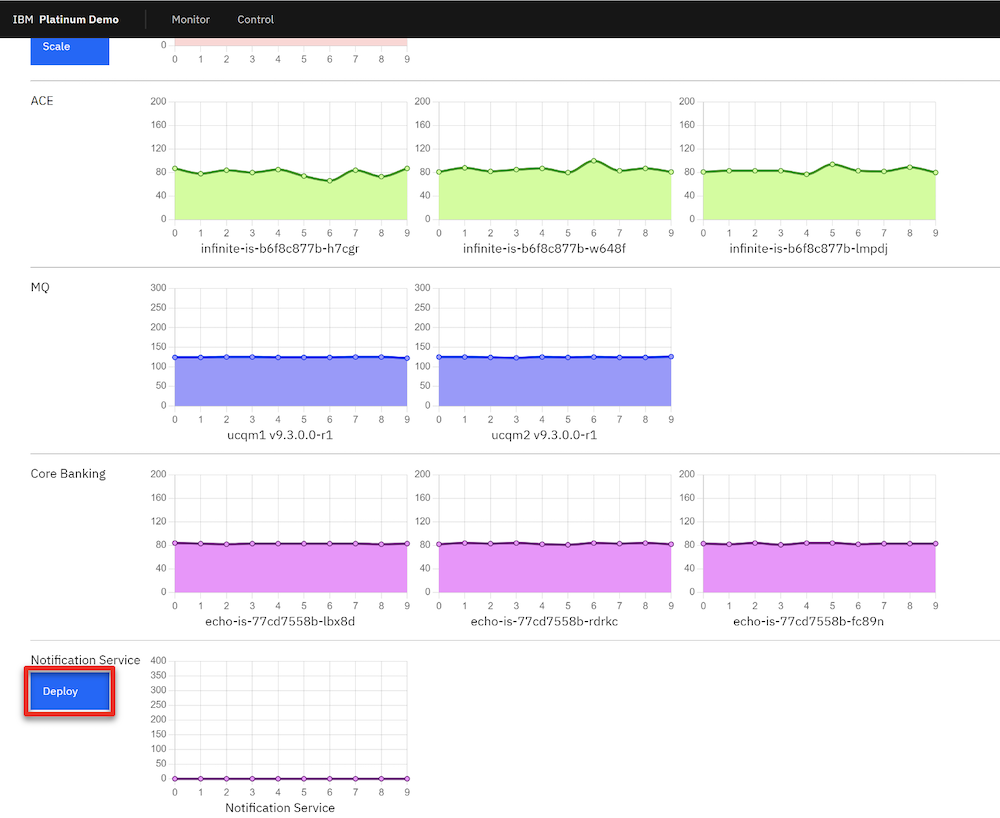 IBM Platinum Demo Monitor Control
Scale
0
0 1 2 3 4 5 6 7 8 9
ACE
200 200 200
160 160 160
120 120 120
80 80 80
40 40 40
0 0 0
0 1 2 3 4 5 6 7 8 9 0 1 2 3 4 5 6 7 8 9 0 1 2 3 4 5 6 7 8 9
infinite-is-b6f8c877b-h7cgr infinite-is-b6f8c877b-w648f infinite-is-b6f8c877b-lmpdj
MQ
300 300
250 250
200 200
150 150
100 100
50 50
0 0
0 1 2 3 4 5 6 7 8 9 0 1 2 3 4 5 6 7 8 9
ucqm1 v9.3.0.0-r1 ucqm2 v9.3.0.0-r1
Core Banking
200 200 200
160 160 160
120 120 120
80 80 80
40 40 40
0 0 0
0 1 2 3 4 5 6 7 8 9 0 1 2 3 4 5 6 7 8 9 0 1 2 3 4 5 6 7 8 9
echo-is-77cd7558b-lbx8d echo-is-77cd7558b-rdrkc echo-is-77cd7558b-fc89n
Notification Service
Deploy
400
350
300
250
200
150
100
50
0
0 1 2 3 4 5 6 7 8 9
Notification Service